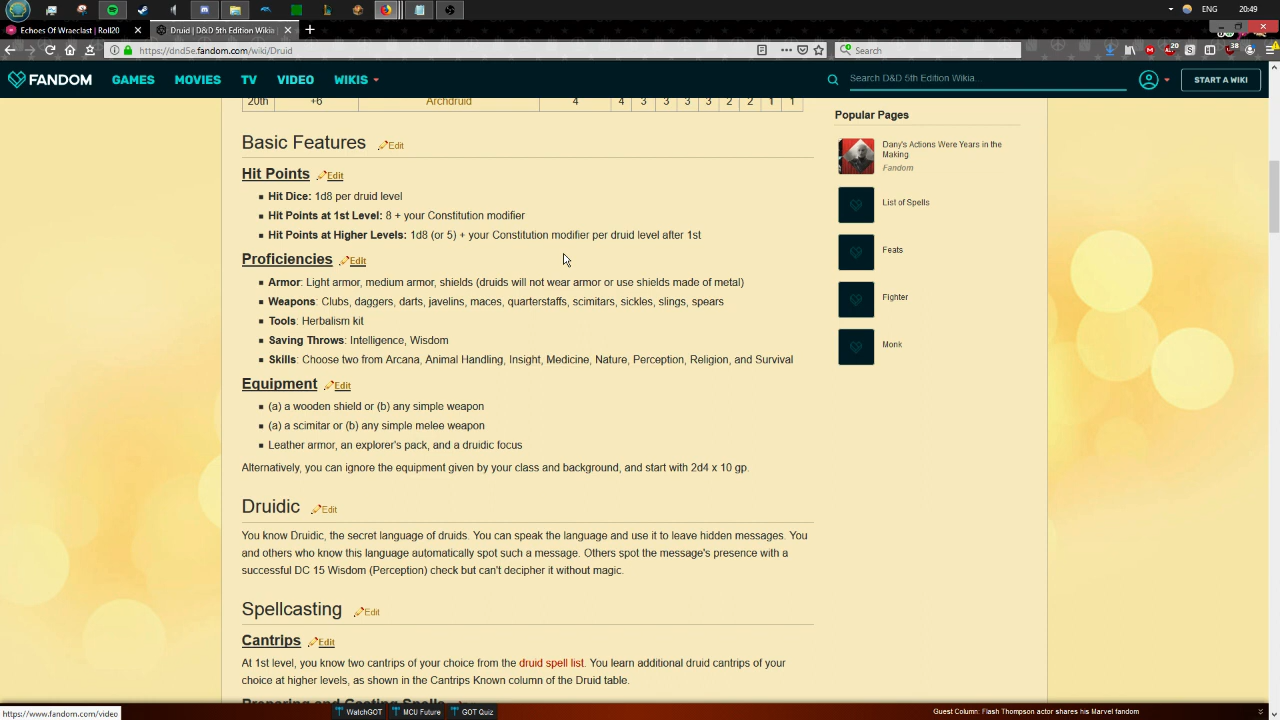 ENG 20:49
Echoes Of Wraeclast | Roll20
Druid | D&D 5th Edition Wikia
https://dnd5e.fandom.com/wiki/Druid
Search
20
38
FANDOM GAMES MOVIES TV VIDEO WIKIS
Search D&D 5th Edition Wikia...
START A WIKI
20th +6 Archdruid 4 4 3 3 3 3 2 2 1 1
Basic Features Edit
Hit Points Edit
Hit Dice: 1d8 per druid level
Hit Points at 1st Level: 8 + your Constitution modifier
Hit Points at Higher Levels: 1d8 (or 5) + your Constitution modifier per druid level after 1st
Proficiencies Edit
Armor: Light armor, medium armor, shields (druids will not wear armor or use shields made of metal)
Weapons: Clubs, daggers, darts, javelins, maces, quarterstaffs, scimitars, sickles, slings, spears
Tools: Herbalism kit
Saving Throws: Intelligence, Wisdom
Skills: Choose two from Arcana, Animal Handling, Insight, Medicine, Nature, Perception, Religion, and Survival
Equipment Edit
(a) a wooden shield or (b) any simple weapon
(a) a scimitar or (b) any simple melee weapon
Leather armor, an explorer's pack, and a druidic focus
Alternatively, you can ignore the equipment given by your class and background, and start with 2d4 x 10 gp.
Druidic Edit
You know Druidic, the secret language of druids. You can speak the language and use it to leave hidden messages. You
and others who know this language automatically spot such a message. Others spot the message's presence with a
successful DC 15 Wisdom (Perception) check but can't decipher it without magic.
Spellcasting Edit
Cantrips Edit
At 1st level, you know two cantrips of your choice from the druid spell list. You learn additional druid cantrips of your
choice at higher levels, as shown in the Cantrips Known column of the Druid table.
Preparing and Casting Spells
Popular Pages
Dany's Actions Were Years in the
Making
Fandom
List of Spells
Feats
Fighter
Monk
https://www.fandom.com/video
WatchGOT MCU Future GOT Quiz
Guest Column: Flash Thompson actor shares his Marvel fandom